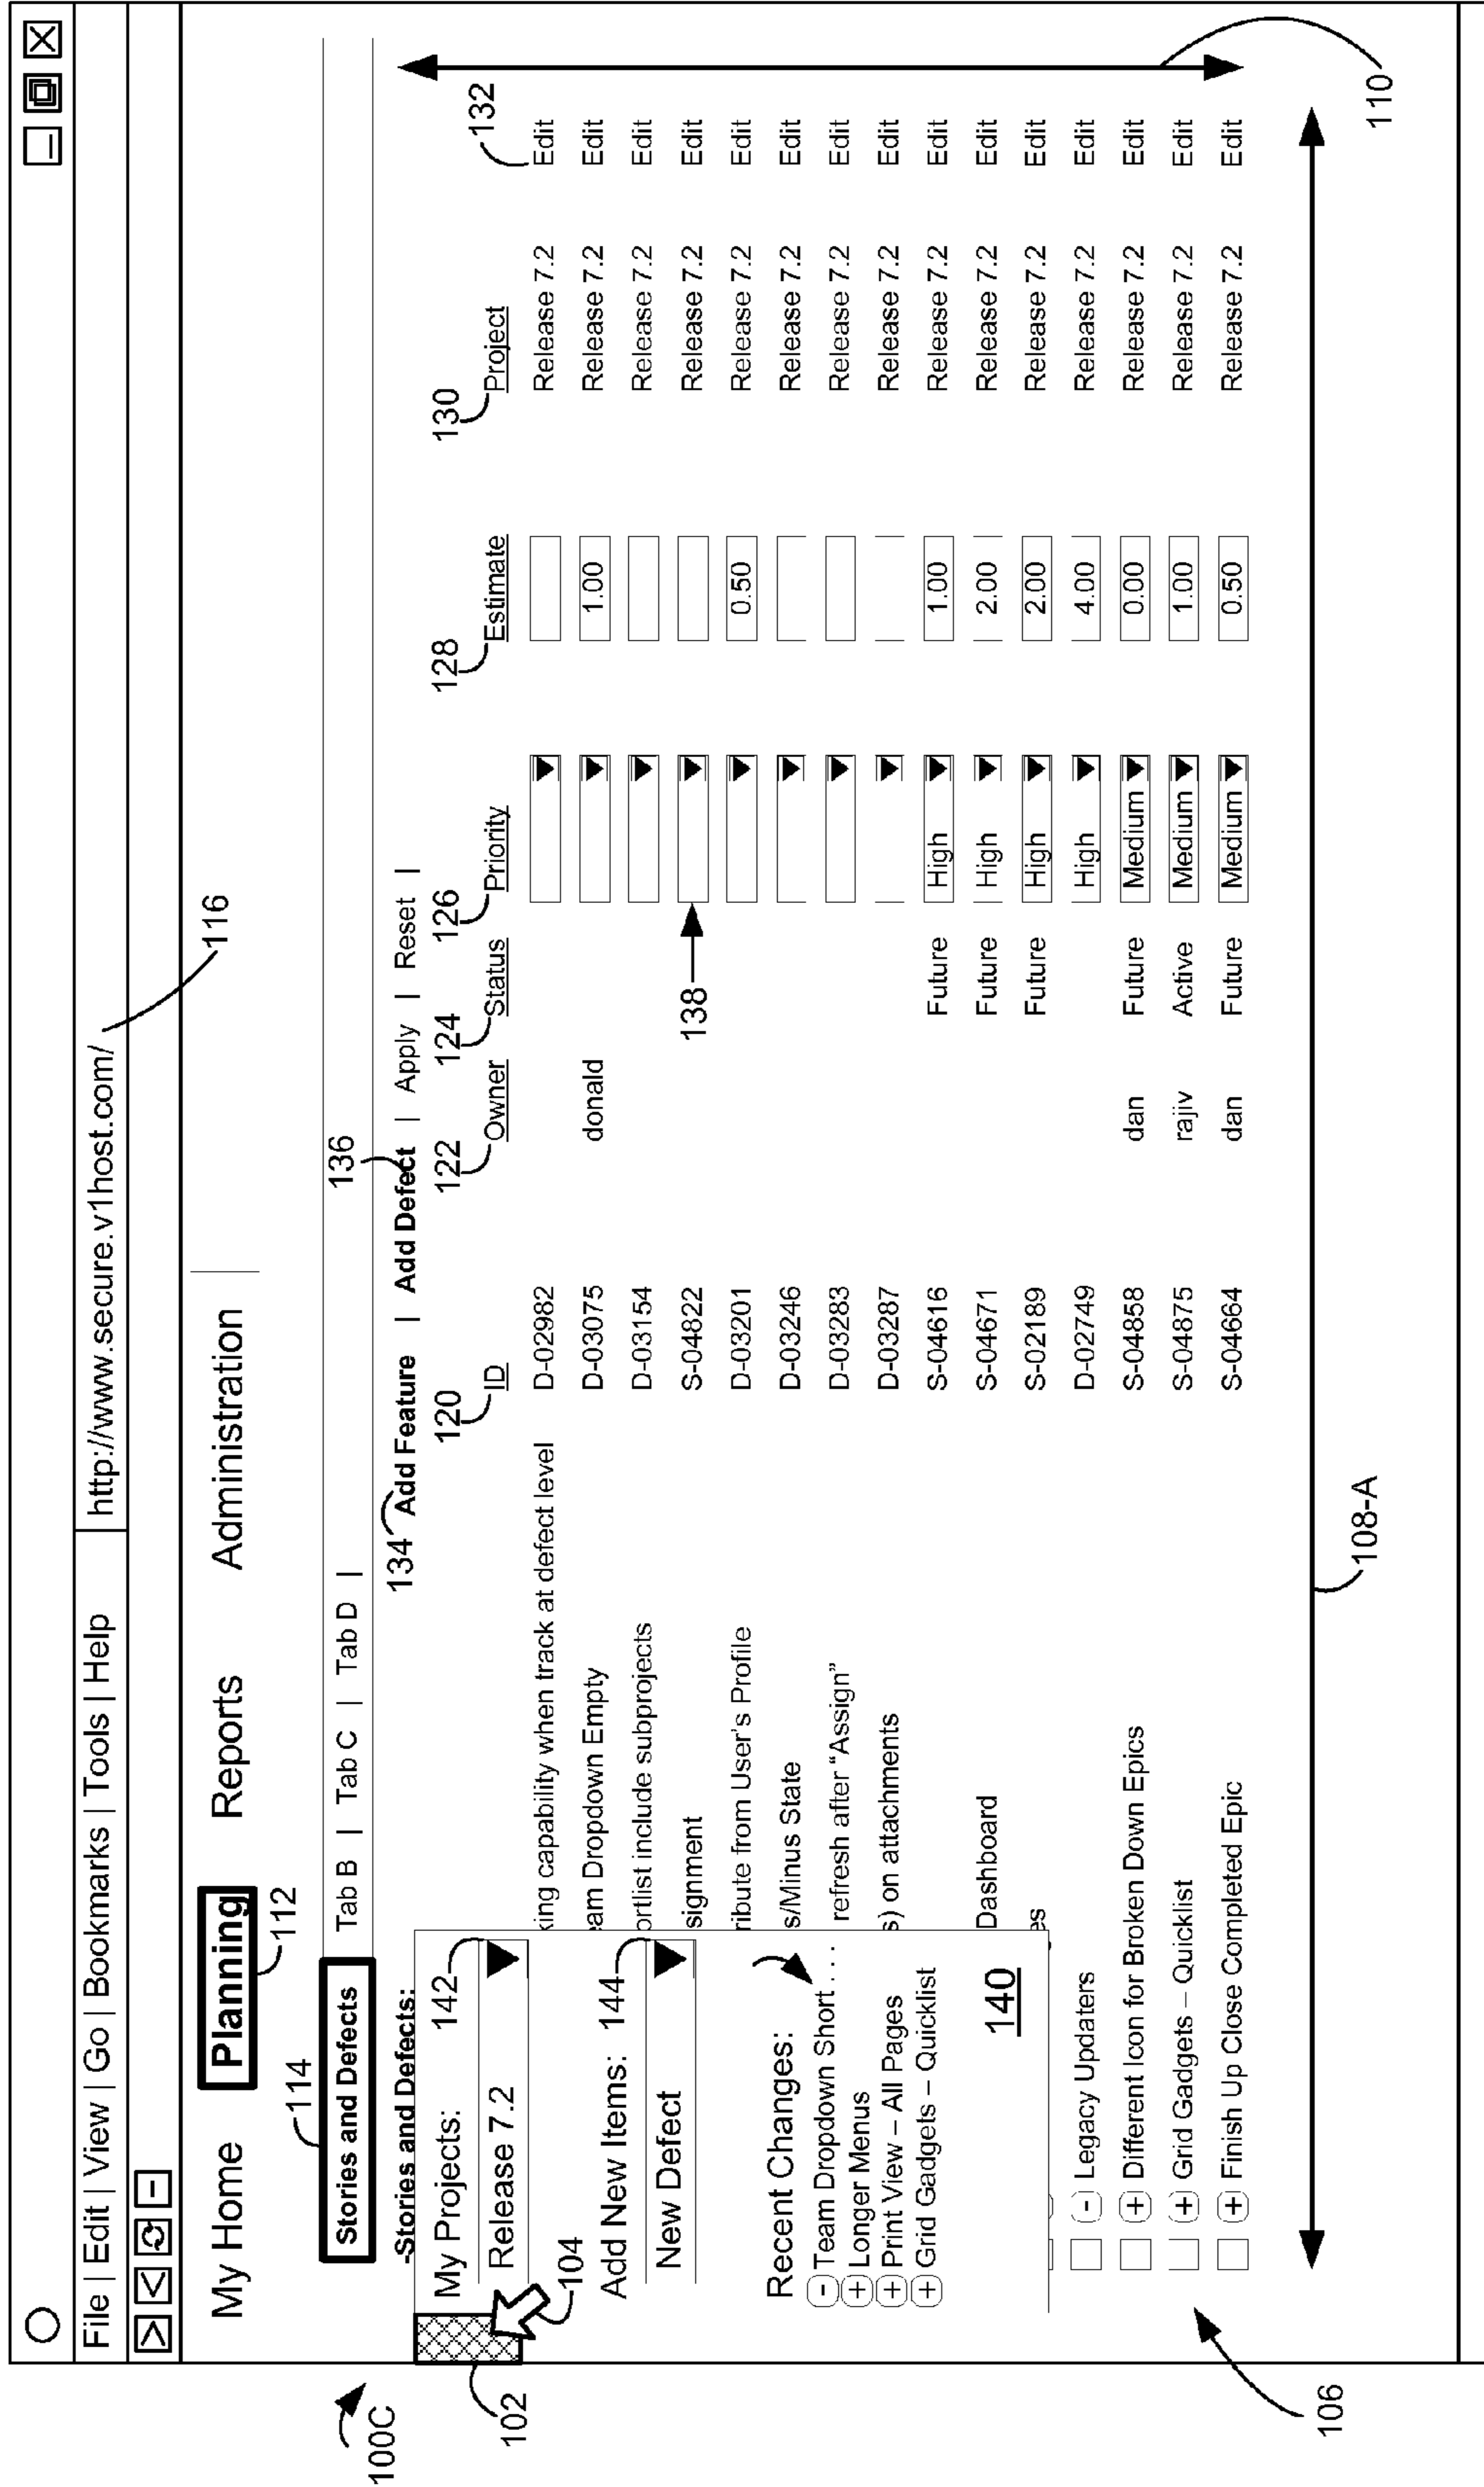 File | Edit | View | Go | Bookmarks | Tools | Help
http://www.secure.v1host.com/
116
My Home Planning Reports Administration
112
114
100C
Stories and Defects Tab B | Tab C | Tab D |
136
-Stories and Defects:
134 Add Feature | Add Defect | Apply | Reset |
120 122 124 126 128 130 132
ID Owner Status Priority Estimate Project
king capability when track at defect level D-02982 Release 7.2 Edit
am Dropdown Empty D-03075 donald 1.00 Release 7.2 Edit
ortlist include subprojects D-03154 Release 7.2 Edit
signment S-04822 Release 7.2 Edit
138
ribute from User's Profile D-03201 0.50 Release 7.2 Edit
s/Minus State D-03246 Release 7.2 Edit
refresh after “Assign” D-03283 Release 7.2 Edit
s) on attachments D-03287 Release 7.2 Edit
S-04616 Future High 1.00 Release 7.2 Edit
Dashboard S-04671 Future High 2.00 Release 7.2 Edit
es S-02189 Future High 2.00 Release 7.2 Edit
- Legacy Updaters D-02749 High 4.00 Release 7.2 Edit
+ Different Icon for Broken Down Epics S-04858 dan Future Medium 0.00 Release 7.2 Edit
+ Grid Gadgets – Quicklist S-04875 rajiv Active Medium 1.00 Release 7.2 Edit
+ Finish Up Close Completed Epic S-04664 dan Future Medium 0.50 Release 7.2 Edit
My Projects: 142
Release 7.2
102
104
Add New Items: 144
New Defect
Recent Changes:
- Team Dropdown Short . . .
+ Longer Menus
+ Print View – All Pages
+ Grid Gadgets – Quicklist
140
106
108-A
110